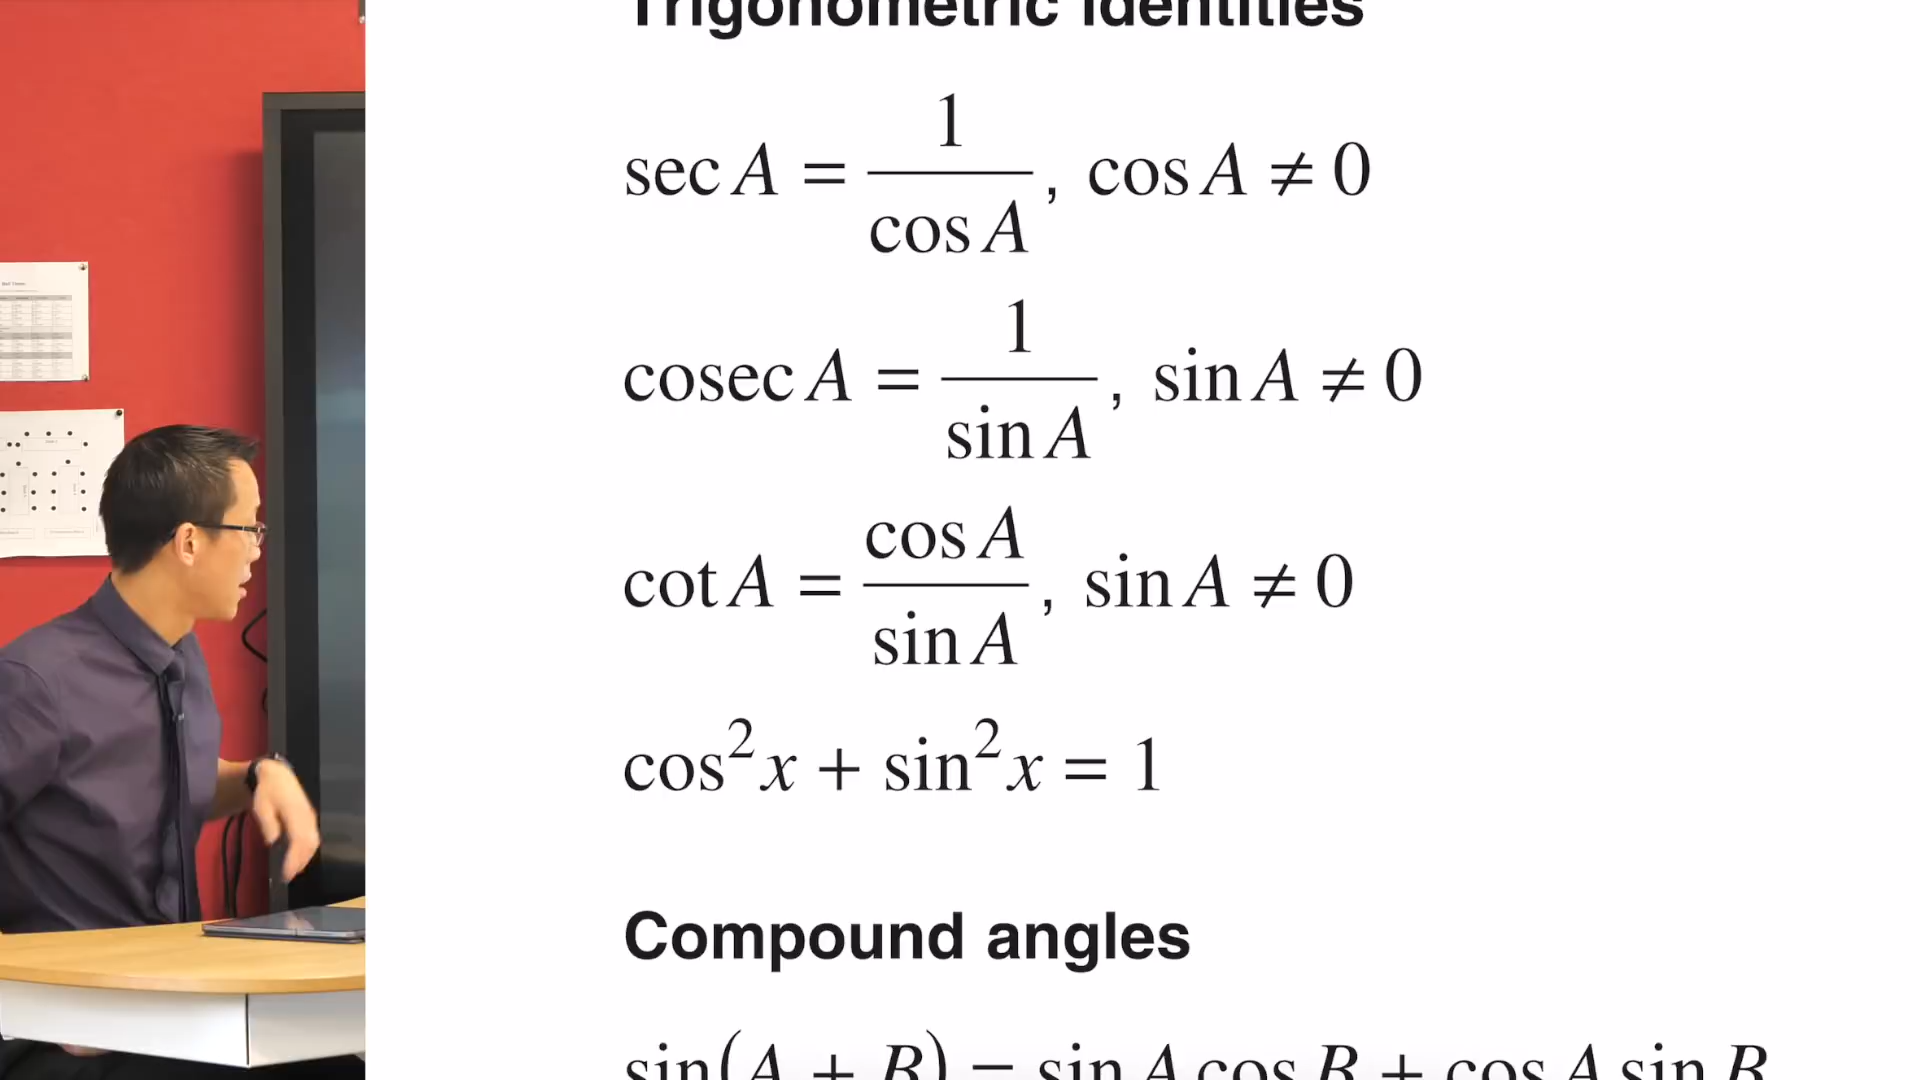 Trigonometric identities
sec A = 1/cos A, cos A ≠ 0
cosec A = 1/sin A, sin A ≠ 0
cot A = cos A/sin A, sin A ≠ 0
cos²x + sin²x = 1
Compound angles
sin(A + B) = sin A cos B + cos A sin B